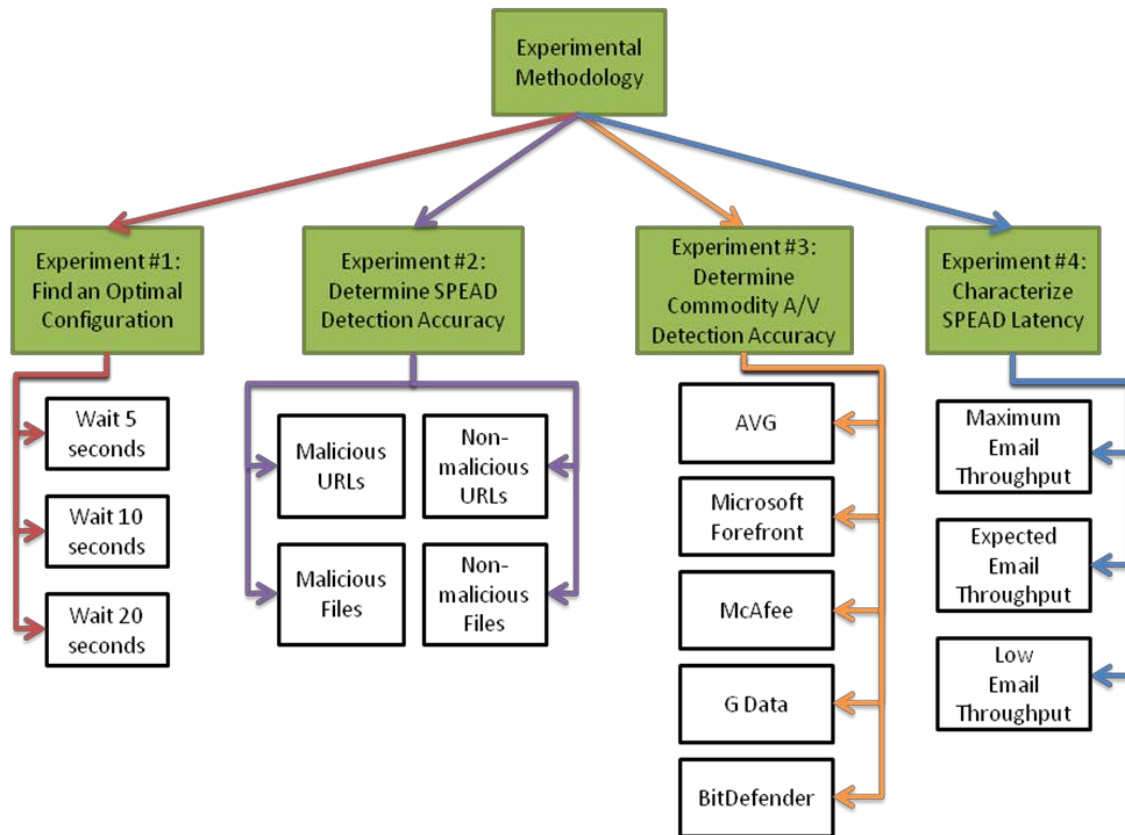 Experimental
Methodology
Experiment #1:
Find an Optimal
Configuration
Wait 5
seconds
Wait 10
seconds
Wait 20
seconds
Experiment #2:
Determine SPEAD
Detection Accuracy
Malicious
URLs
Non-
malicious
URLs
Malicious
Files
Non-
malicious
Files
Experiment #3:
Determine
Commodity A/V
Detection Accuracy
AVG
Microsoft
Forefront
McAfee
G Data
BitDefender
Experiment #4:
Characterize
SPEAD Latency
Maximum
Email
Throughput
Expected
Email
Throughput
Low
Email
Throughput